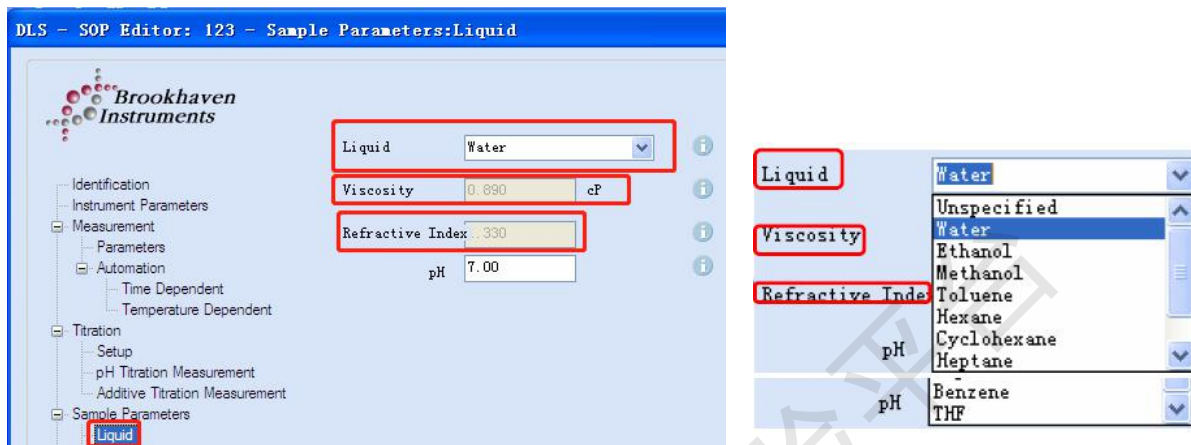 DLS - SOP Editor: 123 - Sample Parameters:Liquid
Brookhaven
Instruments
Liquid Water
Viscosity 0.890 cP
Refractive Index .330
pH 7.00
Identification
Instrument Parameters
Measurement
Parameters
Automation
Time Dependent
Temperature Dependent
Titration
Setup
pH Titration Measurement
Additive Titration Measurement
Sample Parameters
Liquid
Liquid Water
Viscosity
Refractive Inde
pH
Unspecified
Water
Ethanol
Methanol
Toluene
Hexane
Cyclohexane
Heptane
pH
Benzene
THF